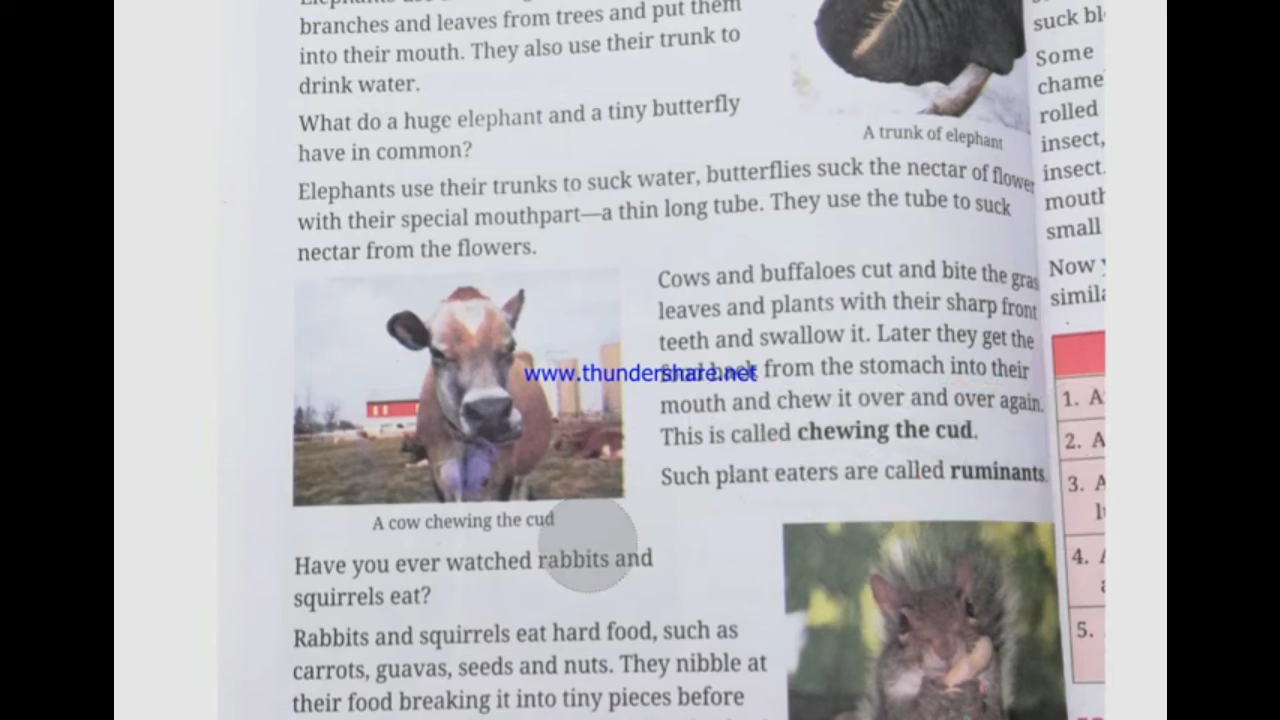 branches and leaves from trees and put them
into their mouth. They also use their trunk to
drink water.
What do a huge elephant and a tiny butterfly
have in common?
A trunk of elephant
Elephants use their trunks to suck water, butterflies suck the nectar of flower
with their special mouthpart—a thin long tube. They use the tube to suck
nectar from the flowers.
Cows and buffaloes cut and bite the gras
leaves and plants with their sharp front
teeth and swallow it. Later they get the
back from the stomach into their
mouth and chew it over and over again.
This is called chewing the cud.
Such plant eaters are called ruminants.
www.thundershare.net
A cow chewing the cud
Have you ever watched rabbits and
squirrels eat?
Rabbits and squirrels eat hard food, such as
carrots, guavas, seeds and nuts. They nibble at
their food breaking it into tiny pieces before
suck bl
Some
chame
rolled
insect,
insect.
mouth
small
Now
simila
1. A
2. A
3. A
4.
5.